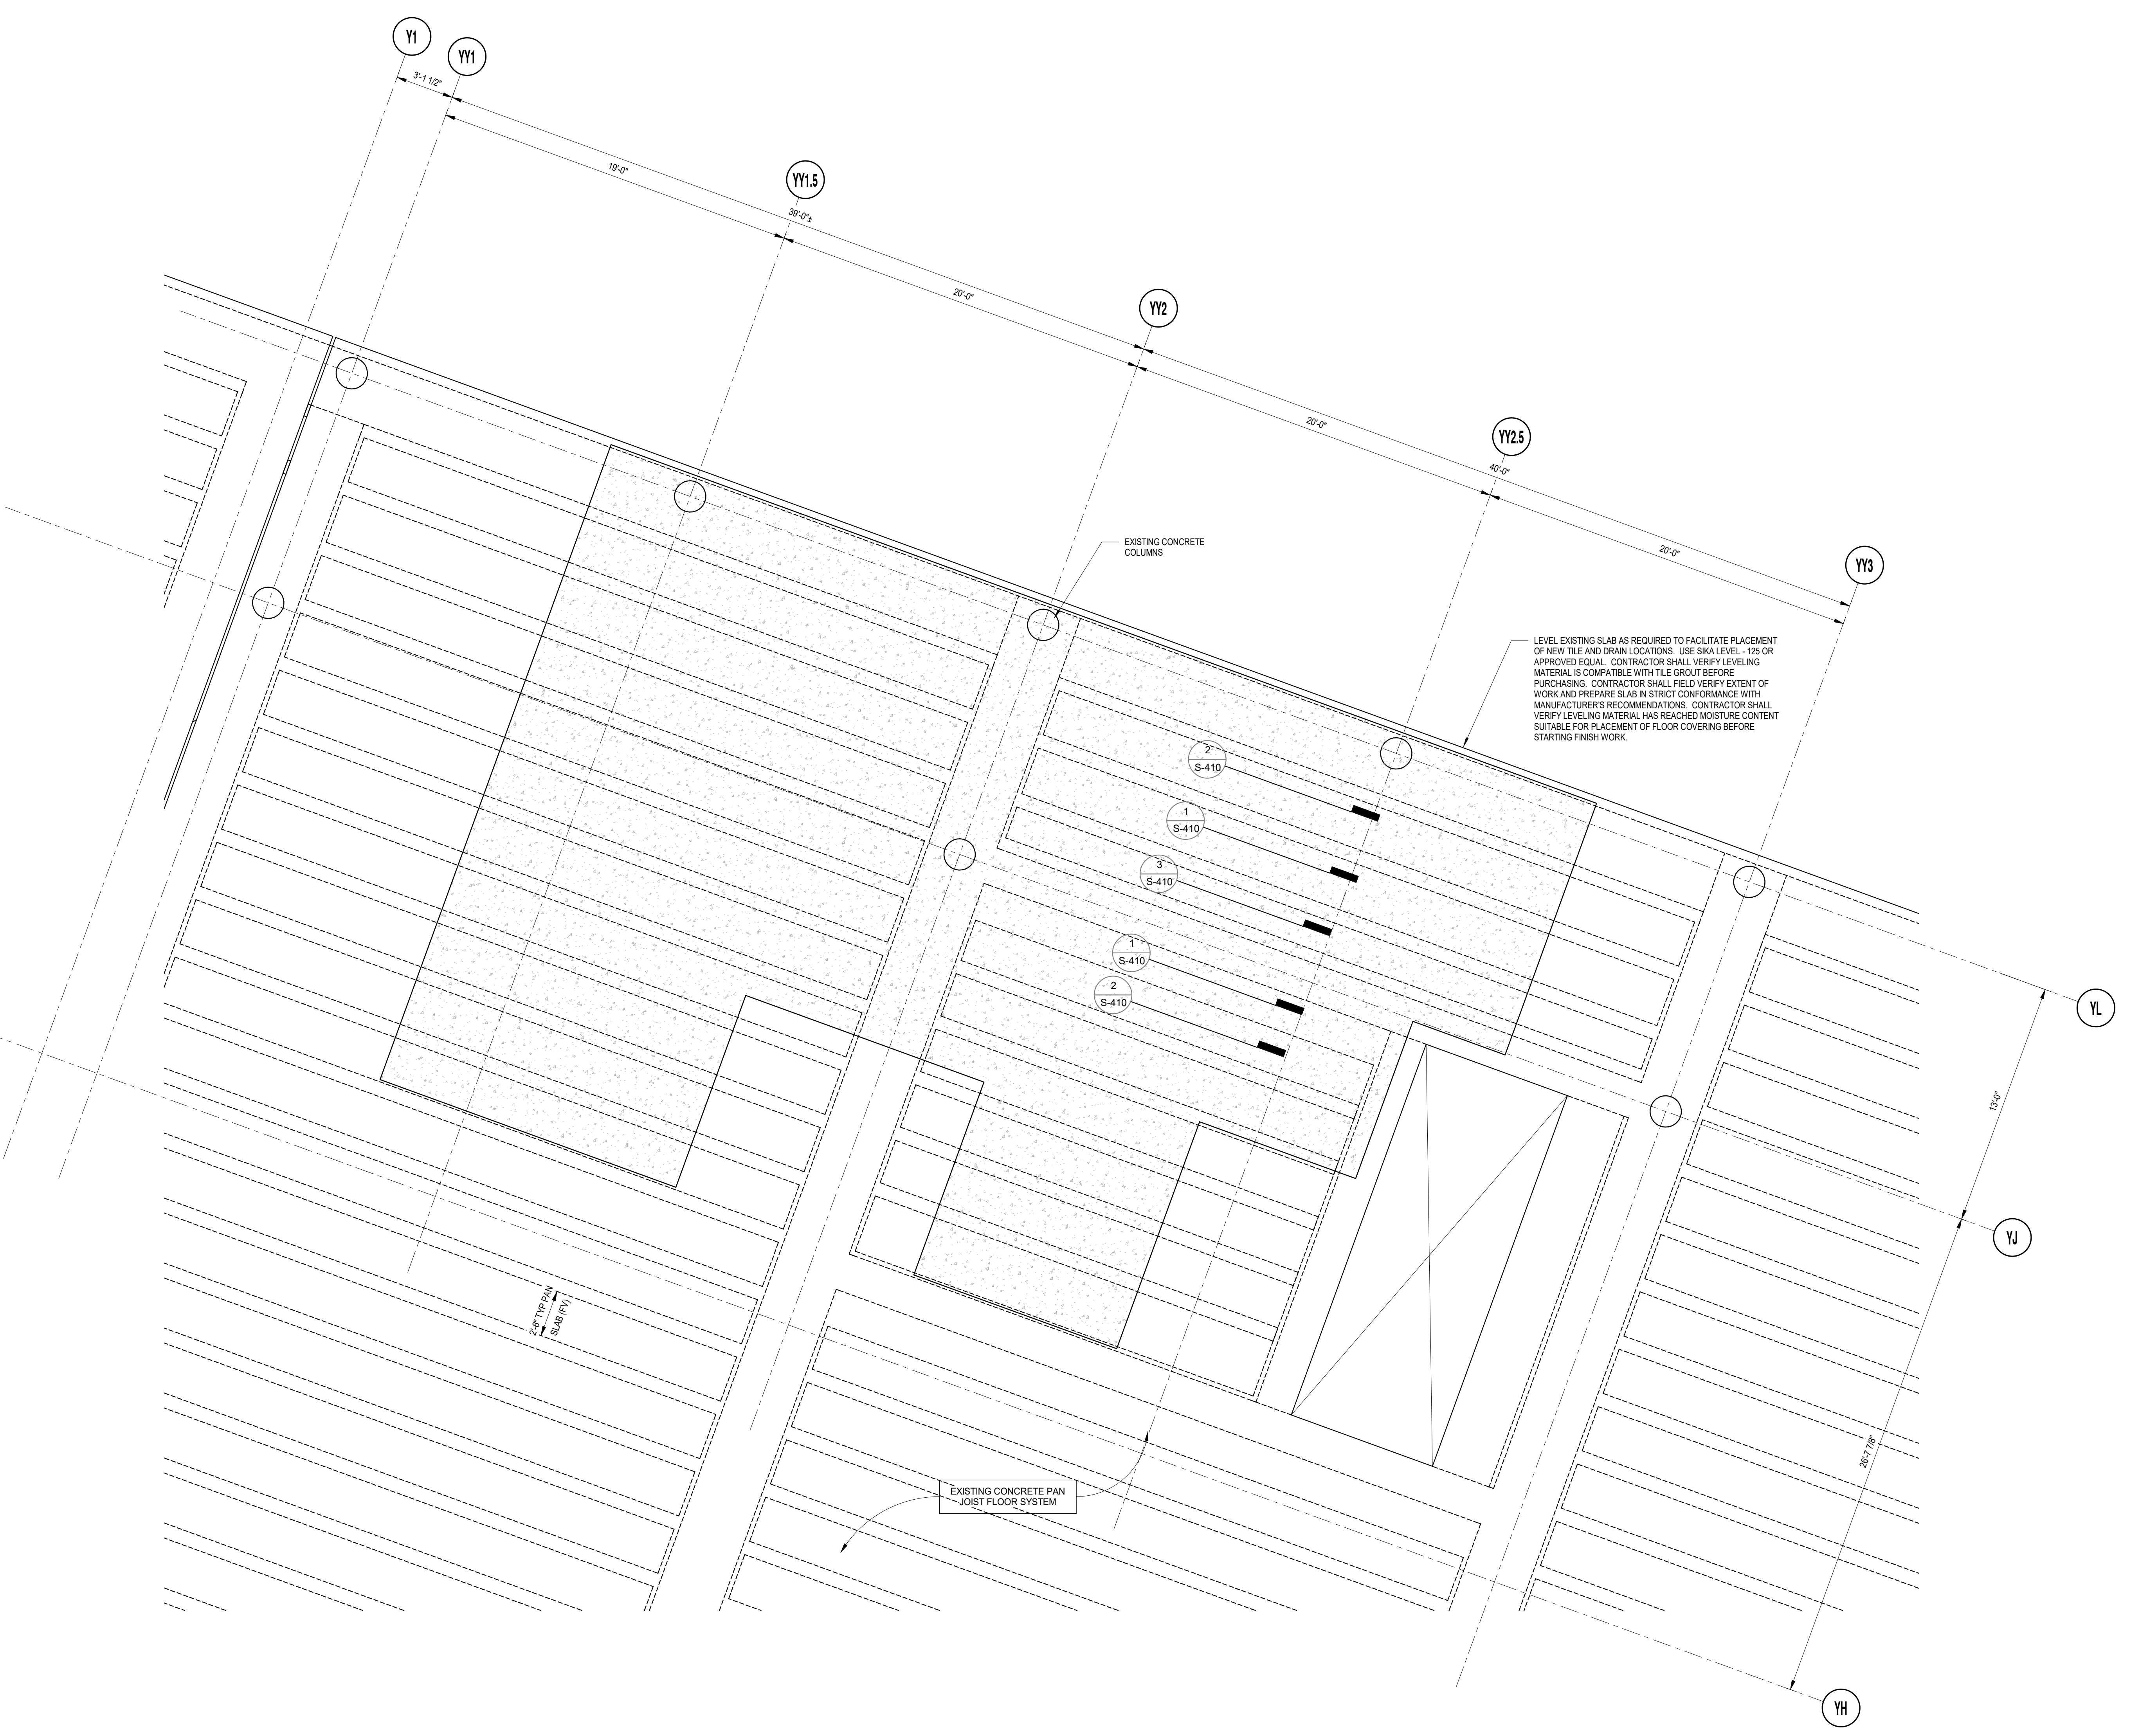 Y1
YY1
3'-1 1/2"
19'-0"
YY1.5
39'-0"±
20'-0"
YY2
20'-0"
YY2.5
40'-0"
20'-0"
YY3
EXISTING CONCRETE
COLUMNS
LEVEL EXISTING SLAB AS REQUIRED TO FACILITATE PLACEMENT
OF NEW TILE AND DRAIN LOCATIONS. USE SIKA LEVEL - 125 OR
APPROVED EQUAL. CONTRACTOR SHALL VERIFY LEVELING
MATERIAL IS COMPATIBLE WITH TILE GROUT BEFORE
PURCHASING. CONTRACTOR SHALL FIELD VERIFY EXTENT OF
WORK AND PREPARE SLAB IN STRICT CONFORMANCE WITH
MANUFACTURER'S RECOMMENDATIONS. CONTRACTOR SHALL
VERIFY LEVELING MATERIAL HAS REACHED MOISTURE CONTENT
SUITABLE FOR PLACEMENT OF FLOOR COVERING BEFORE
STARTING FINISH WORK.
2
S-410
1
S-410
3
S-410
1
S-410
2
S-410
YL
13'-0"
YJ
26'-7 7/8"
YH
2'-6" TYP PAN
SLAB (FV)
EXISTING CONCRETE PAN
JOIST FLOOR SYSTEM